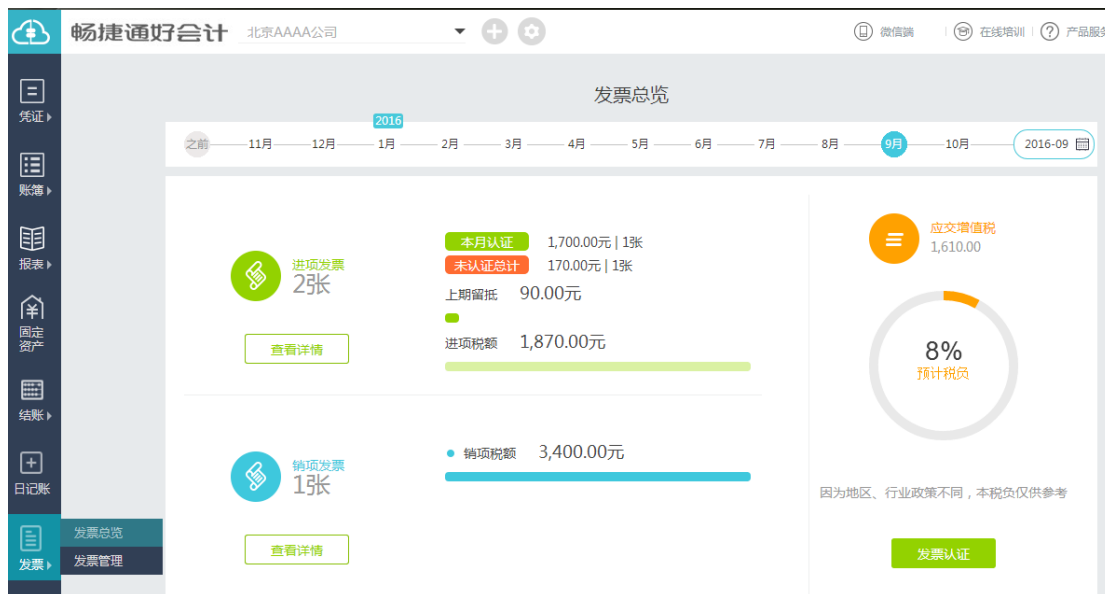 畅捷通好会计
北京AAAA公司
微信端
在线培训
产品服务
凭证
账簿
报表
固定
资产
结账
日记账
发票
发票总览
发票管理
发票总览
2016
之前 11月 12月 1月 2月 3月 4月 5月 6月 7月 8月 9月 10月 2016-09
进项发票
2张
查看详情
本月认证 1,700.00元 | 1张
未认证总计 170.00元 | 1张
上期留抵 90.00元
进项税额 1,870.00元
销项发票
1张
查看详情
销项税额 3,400.00元
应交增值税
1,610.00
8%
预计税负
因为地区、行业政策不同，本税负仅供参考
发票认证